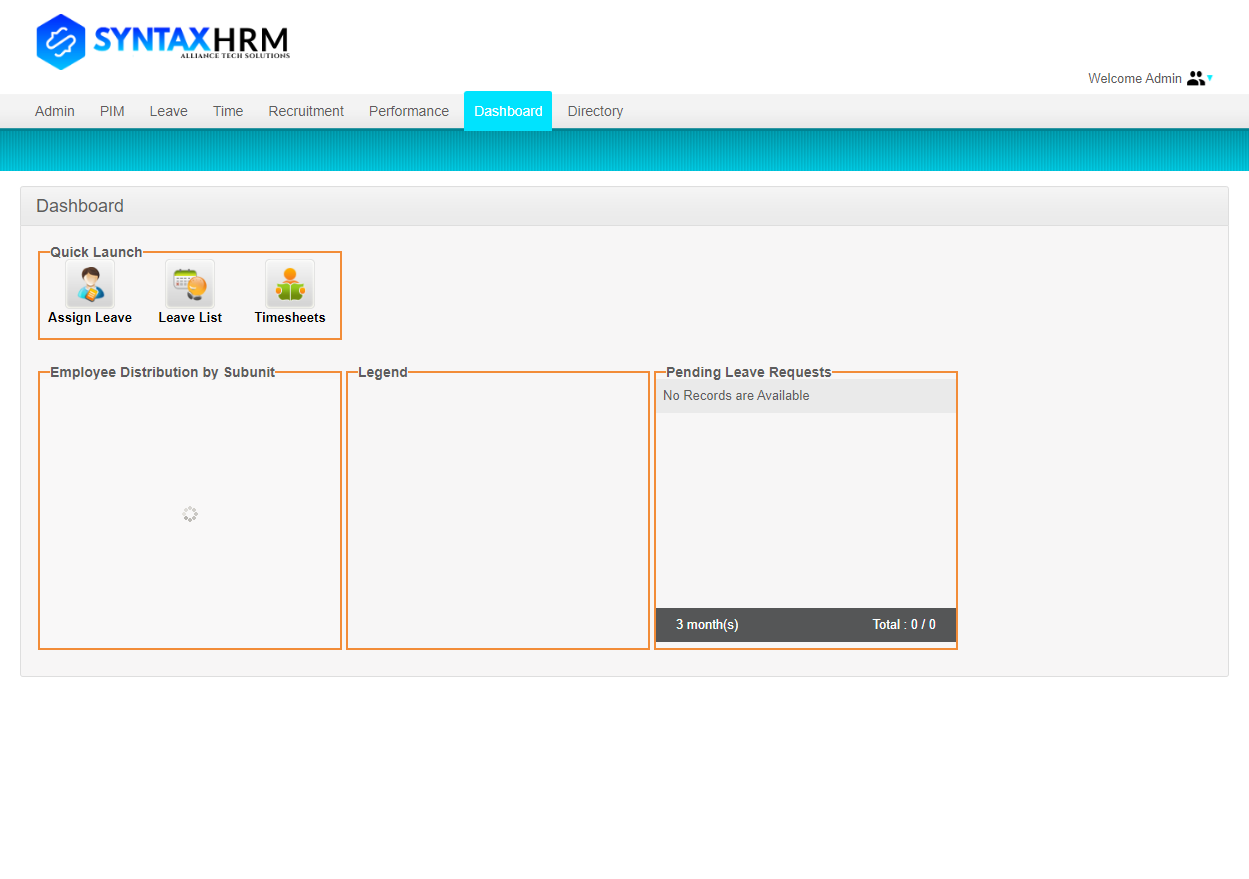 SYNTAXHRM
ALLIANCE TECH SOLUTIONS
Welcome Admin
Admin PIM Leave Time Recruitment Performance Dashboard Directory
Dashboard
Quick Launch
Assign Leave Leave List Timesheets
Employee Distribution by Subunit Legend Pending Leave Requests
No Records are Available
3 month(s) Total : 0 / 0